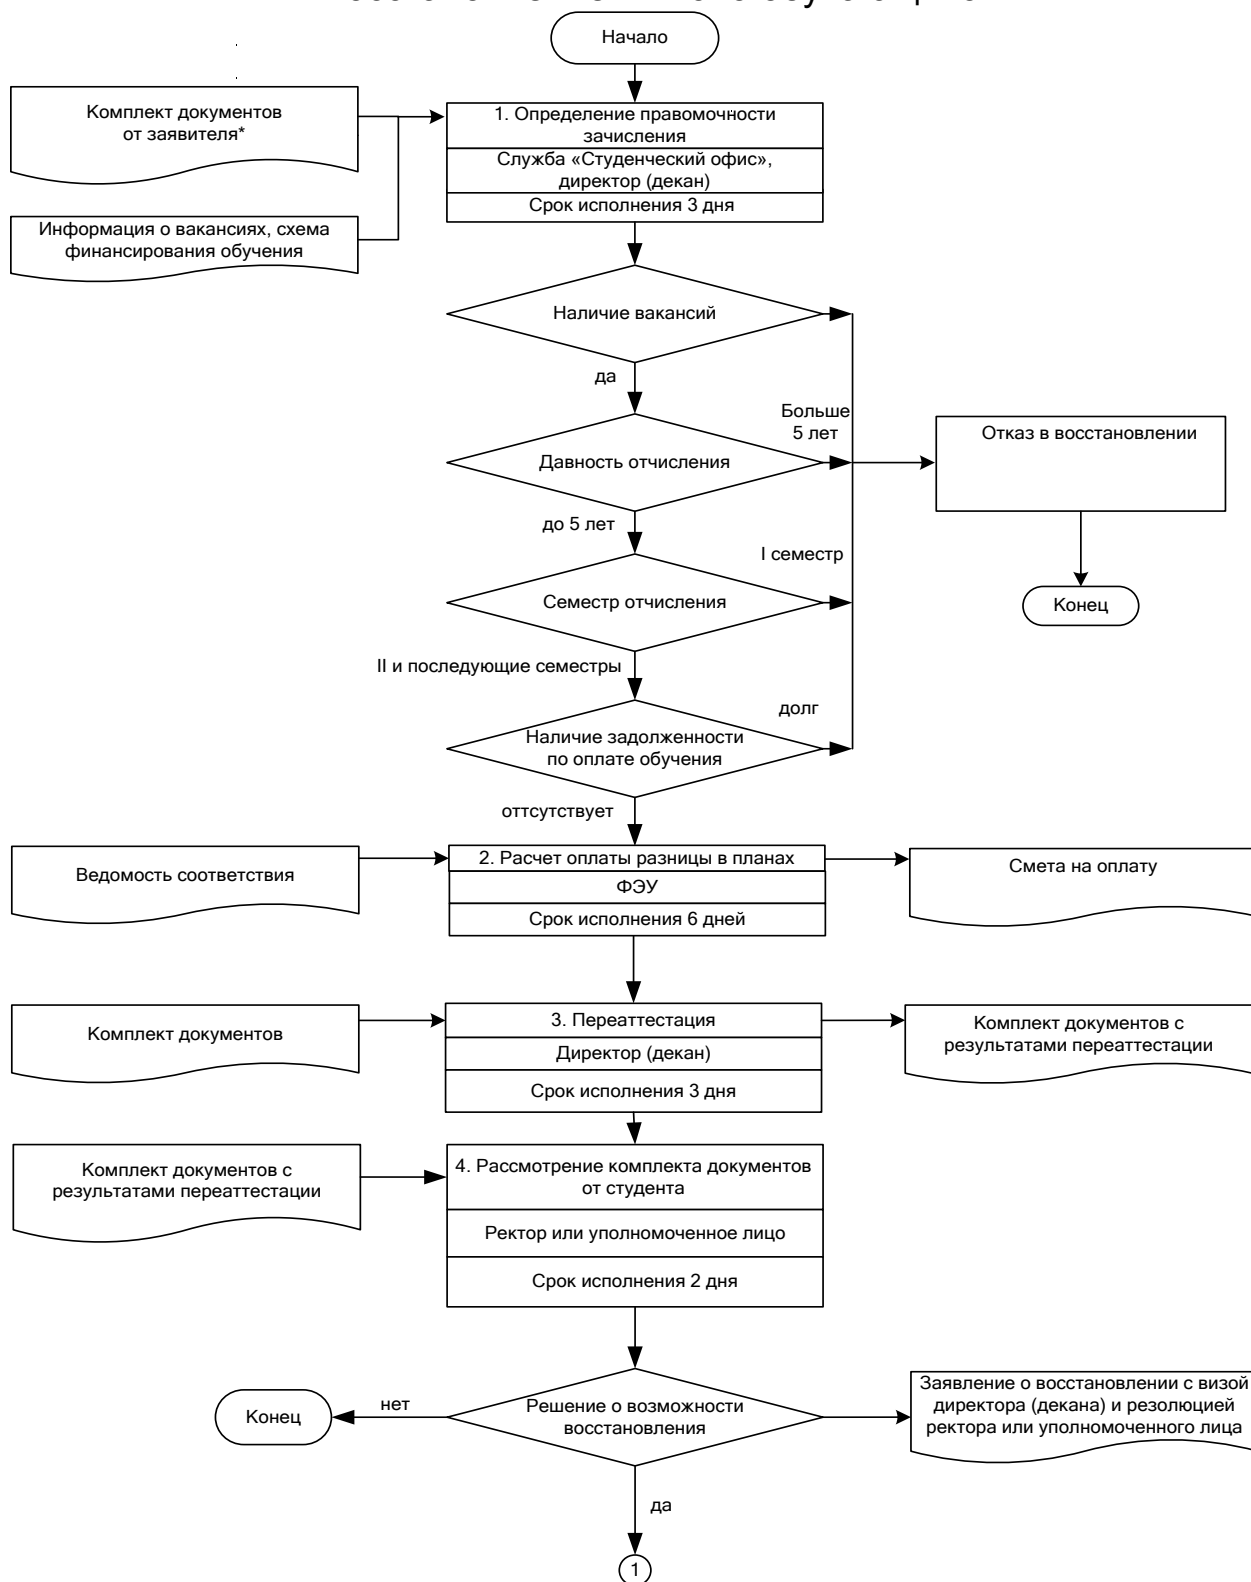 Начало
Комплект документов
от заявителя*
1. Определение правомочности
зачисления
Служба «Студенческий офис»,
директор (декан)
Срок исполнения 3 дня
Информация о вакансиях, схема
финансирования обучения
Наличие вакансий
да
Больше
5 лет
Давность отчисления
Отказ в восстановлении
до 5 лет
I семестр
Семестр отчисления
Конец
II и последующие семестры
долг
Наличие задолженности
по оплате обучения
оттсутствует
Ведомость соответствия
2. Расчет оплаты разницы в планах
ФЭУ
Срок исполнения 6 дней
Смета на оплату
Комплект документов
3. Переаттестация
Директор (декан)
Срок исполнения 3 дня
Комплект документов с
результатами переаттестации
Комплект документов с
результатами переаттестации
4. Рассмотрение комплекта документов
от студента
Ректор или уполномоченное лицо
Срок исполнения 2 дня
Конец
нет
Решение о возможности
восстановления
Заявление о восстановлении с визой
директора (декана) и резолюцией
ректора или уполномоченного лица
да
1